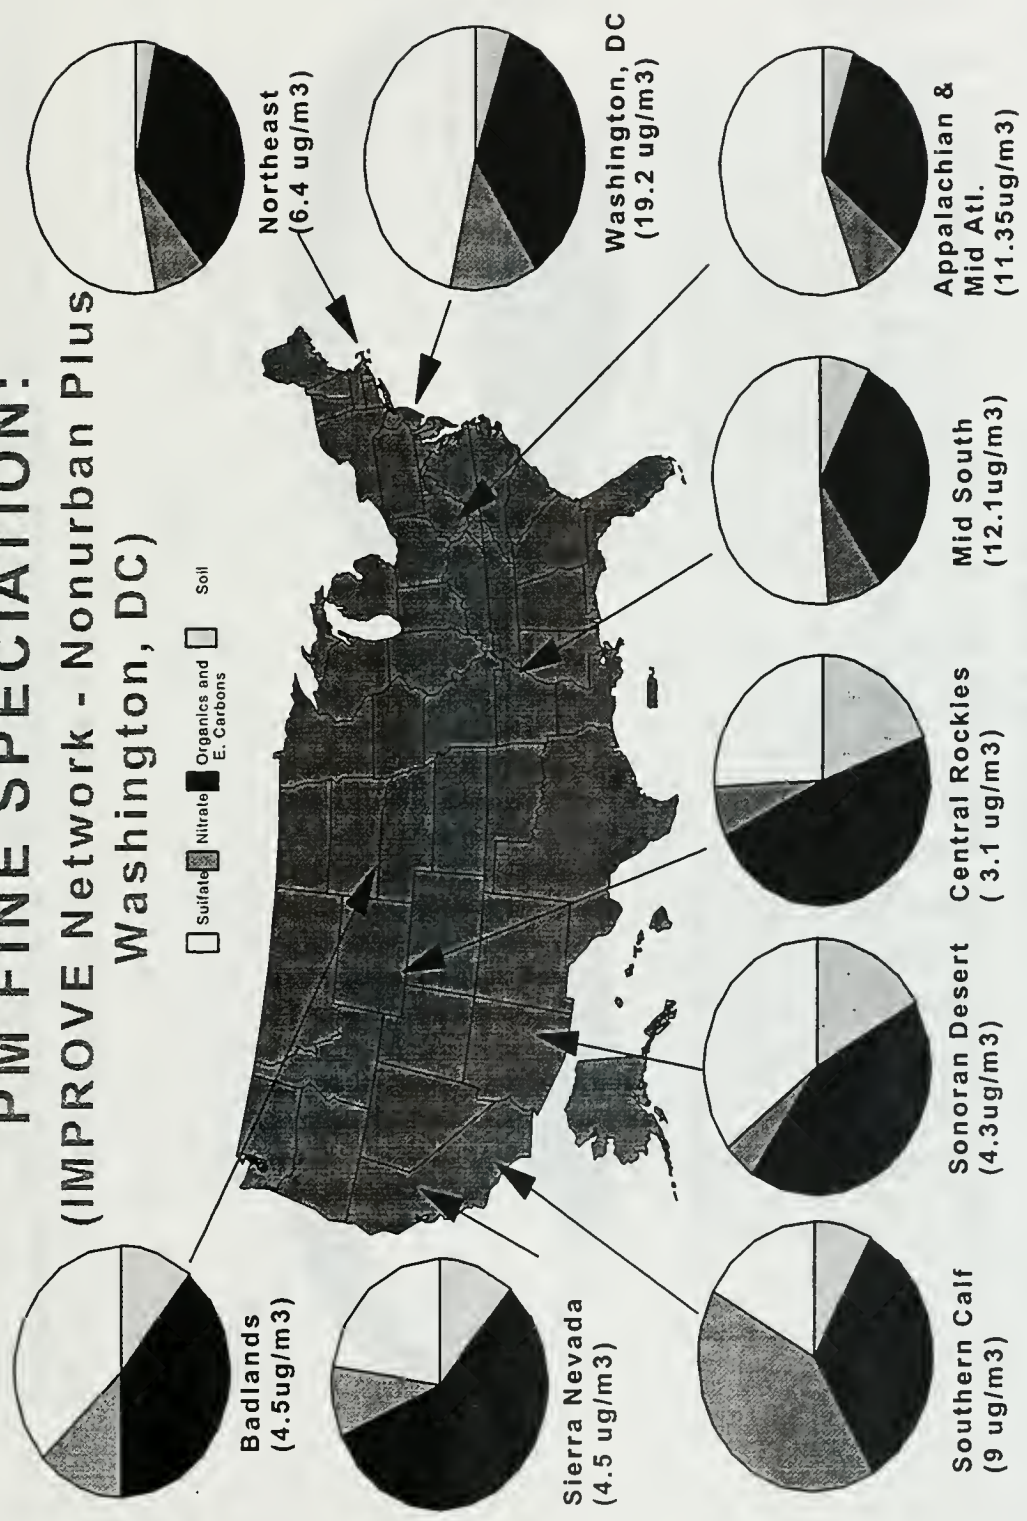 PM FINE SPECIATION:
(IMPROVE Network - Nonurban Plus
Washington, DC)
Sulfate Nitrate Organics and
E. Carbons
Soil
Badlands
(4.5ug/m3)
Northeast
(6.4 ug/m3)
Sierra Nevada
(4.5 ug/m3)
Washington, DC
(19.2 ug/m3)
Southern Calf
(9 ug/m3)
Sonoran Desert
(4.3ug/m3)
Central Rockies
( 3.1 ug/m3)
Mid South
(12.1ug/m3)
Appalachian &
Mid Atl.
(11.35ug/m3)